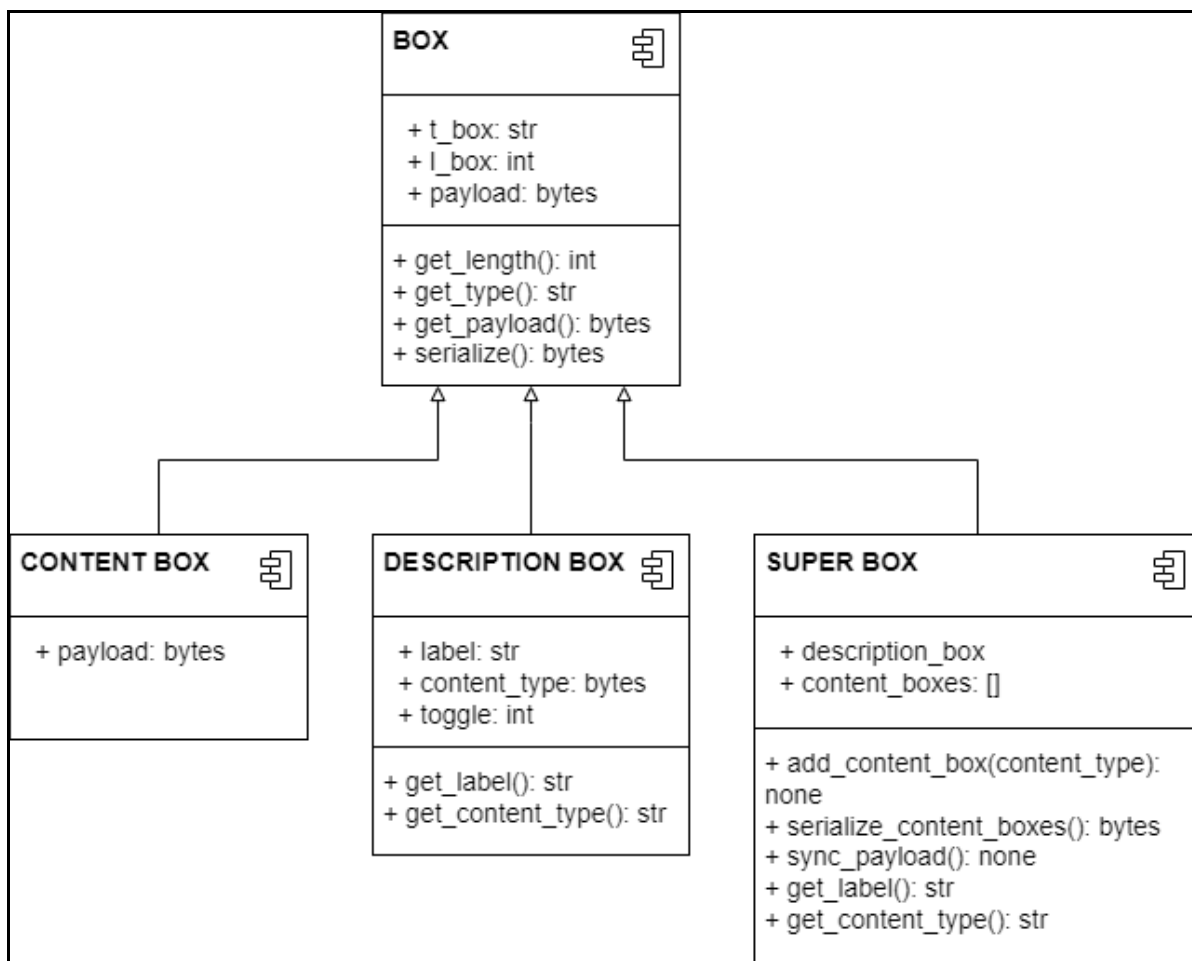 BOX
+ t_box: str
+ l_box: int
+ payload: bytes
+ get_length(): int
+ get_type(): str
+ get_payload(): bytes
+ serialize(): bytes
CONTENT BOX
+ payload: bytes
DESCRIPTION BOX
+ label: str
+ content_type: bytes
+ toggle: int
+ get_label(): str
+ get_content_type(): str
SUPER BOX
+ description_box
+ content_boxes: []
+ add_content_box(content_type):
none
+ serialize_content_boxes(): bytes
+ sync_payload(): none
+ get_label(): str
+ get_content_type(): str